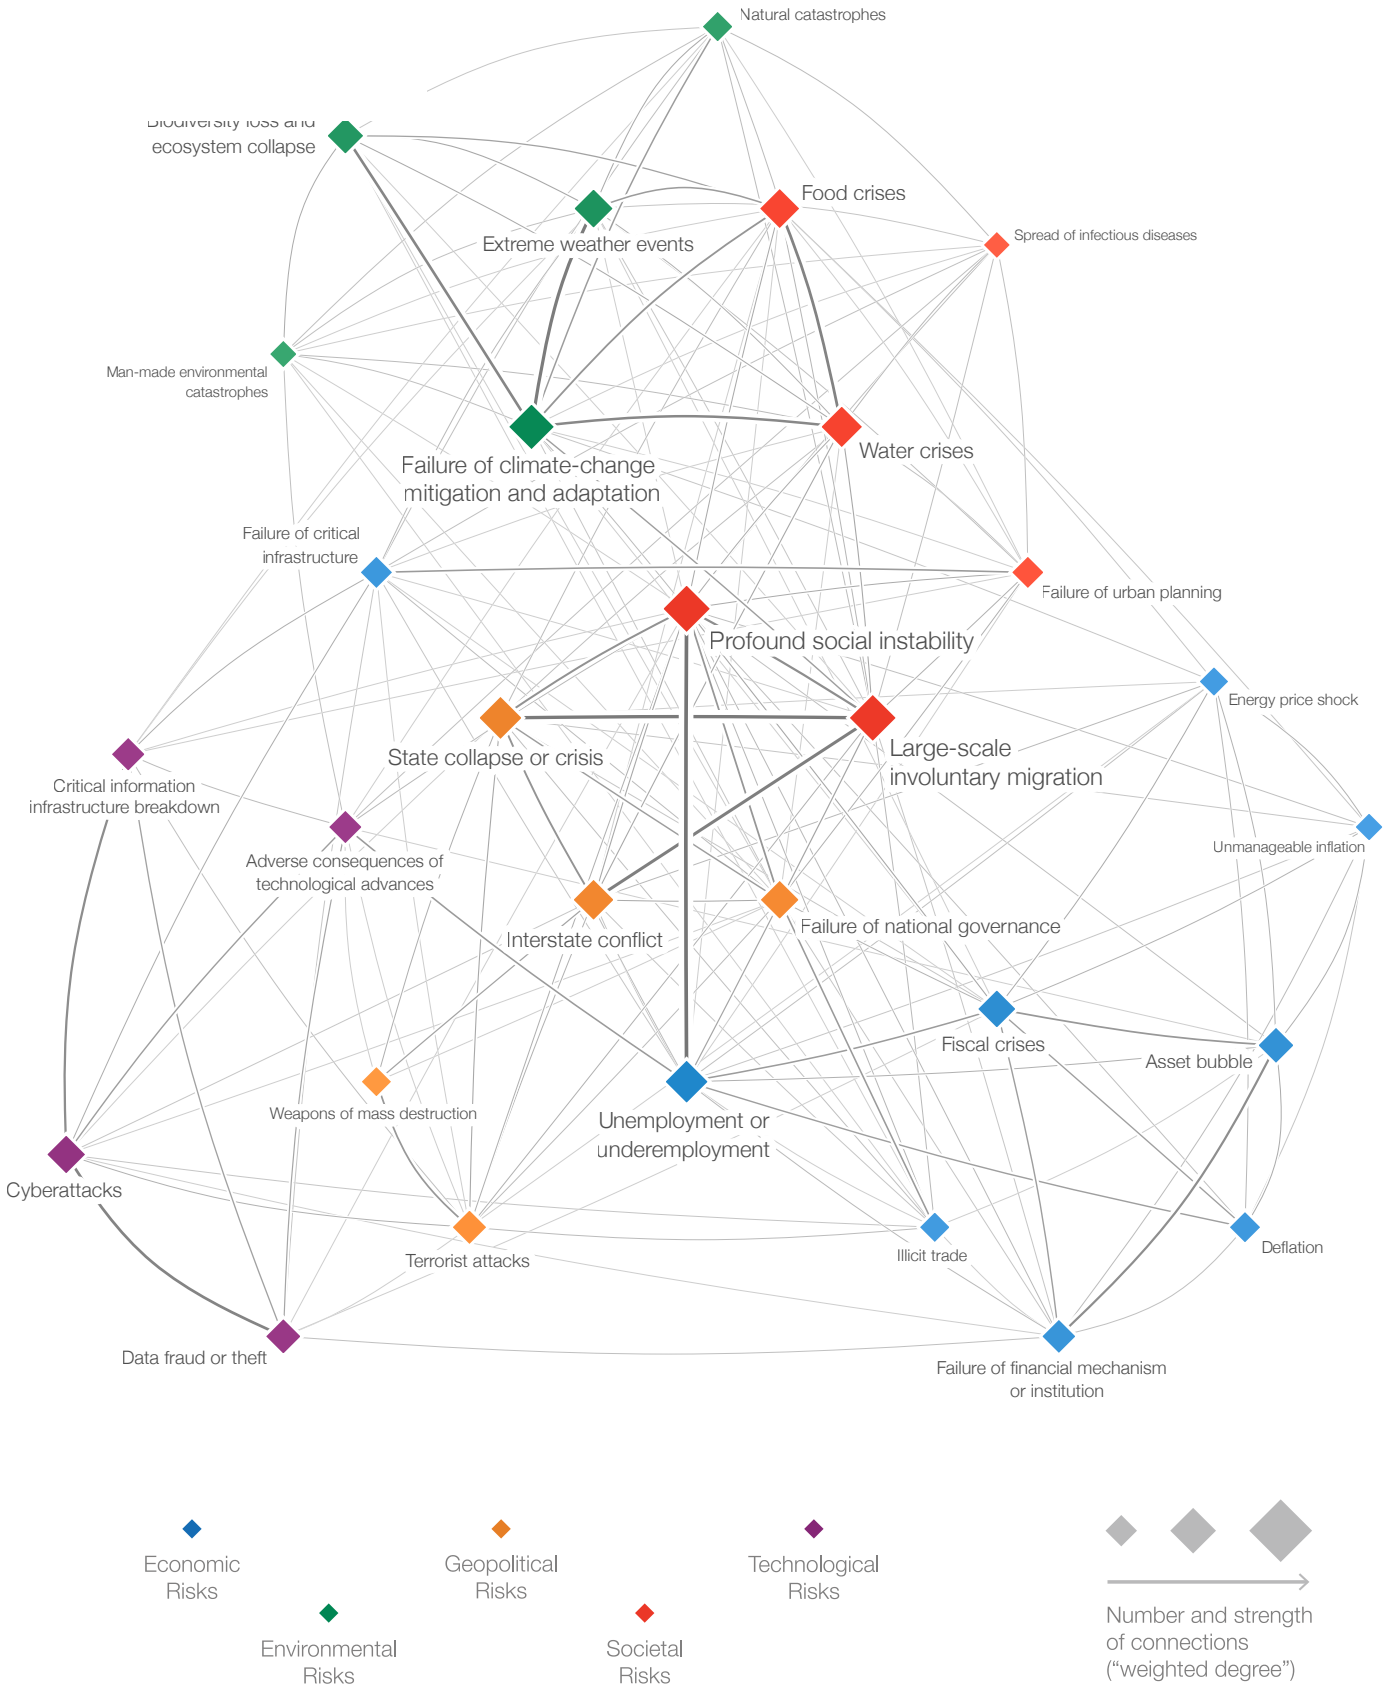 Natural catastrophes
Biodiversity loss and
ecosystem collapse
Food crises
Extreme weather events
Spread of infectious diseases
Man-made environmental
catastrophes
Water crises
Failure of climate-change
mitigation and adaptation
Failure of critical
infrastructure
Failure of urban planning
Profound social instability
Energy price shock
State collapse or crisis
Large-scale
involuntary migration
Critical information
infrastructure breakdown
Unmanageable inflation
Adverse consequences of
technological advances
Interstate conflict
Failure of national governance
Fiscal crises
Asset bubble
Weapons of mass destruction
Unemployment or
underemployment
Cyberattacks
Terrorist attacks
Illicit trade
Deflation
Data fraud or theft
Failure of financial mechanism
or institution
Economic
Risks
Geopolitical
Risks
Technological
Risks
Environmental
Risks
Societal
Risks
Number and strength
of connections
(“weighted degree”)